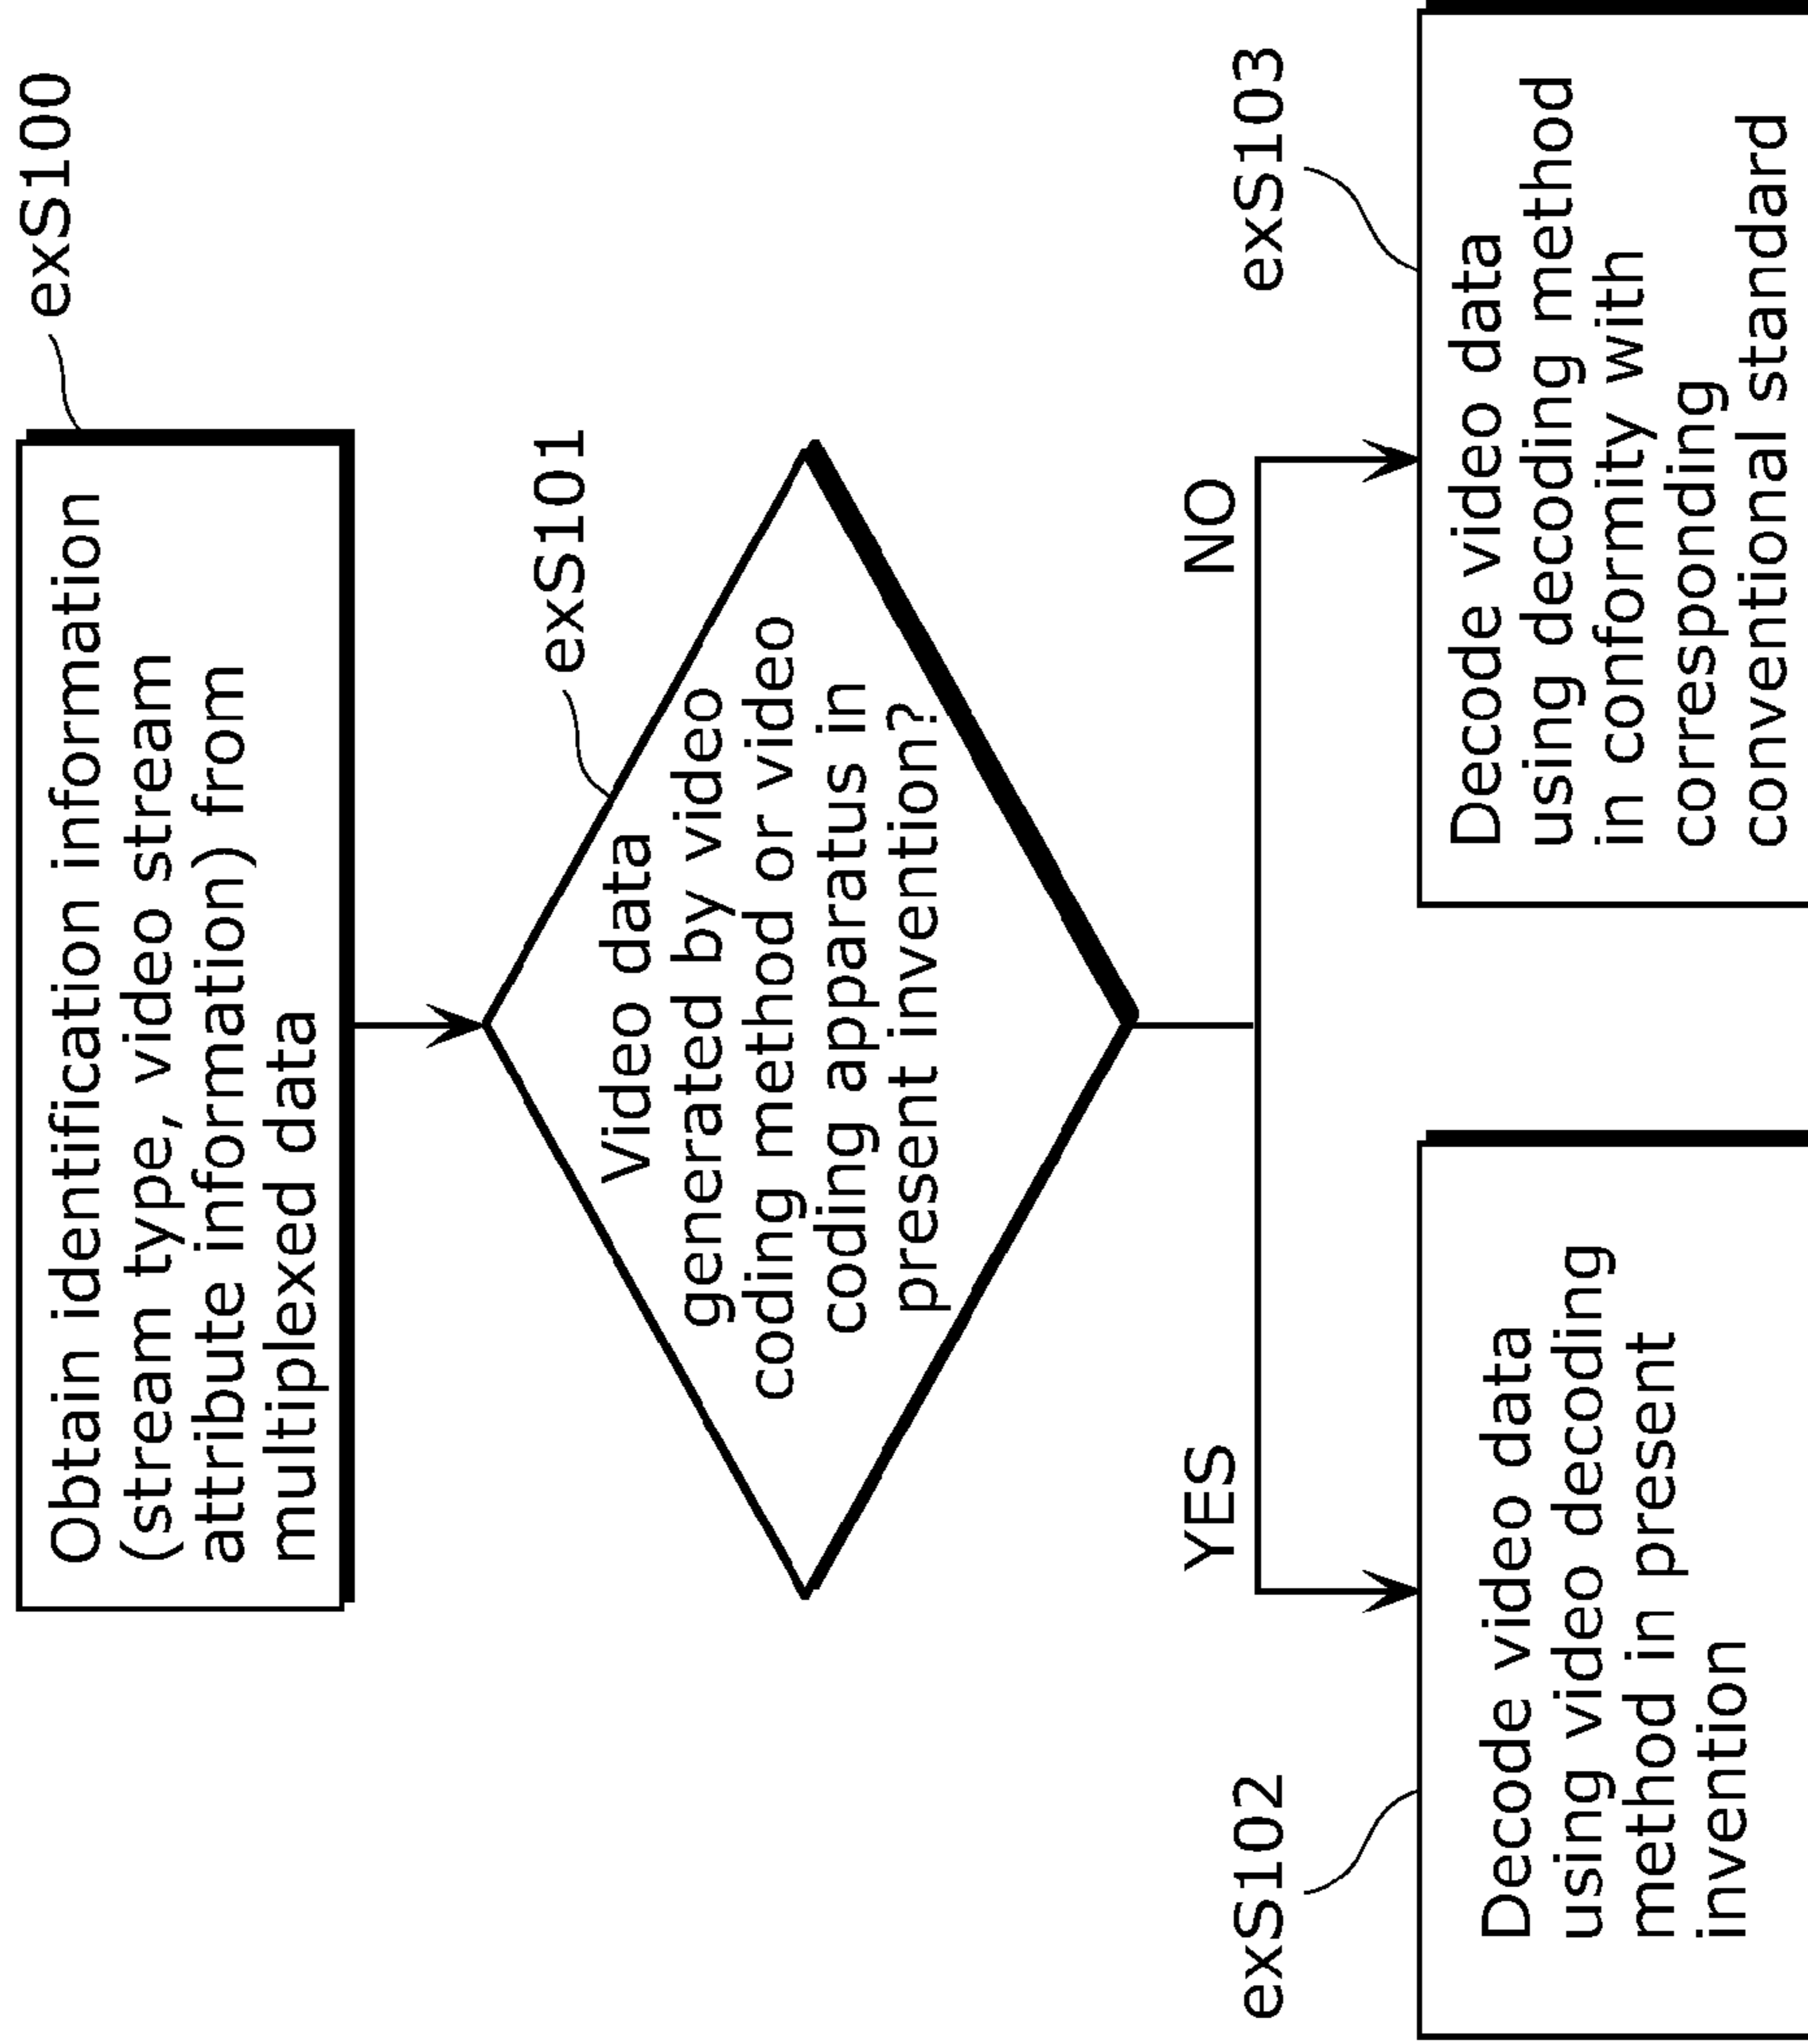 exS100
Obtain identification information
(stream type, video stream
attribute information) from
multiplexed data
exS101
Video data
generated by video
coding method or video
coding apparatus in
present invention?
YES
NO
exS102
Decode video data
using video decoding
method in present
invention
exS103
Decode video data
using decoding method
in conformity with
corresponding
conventional standard